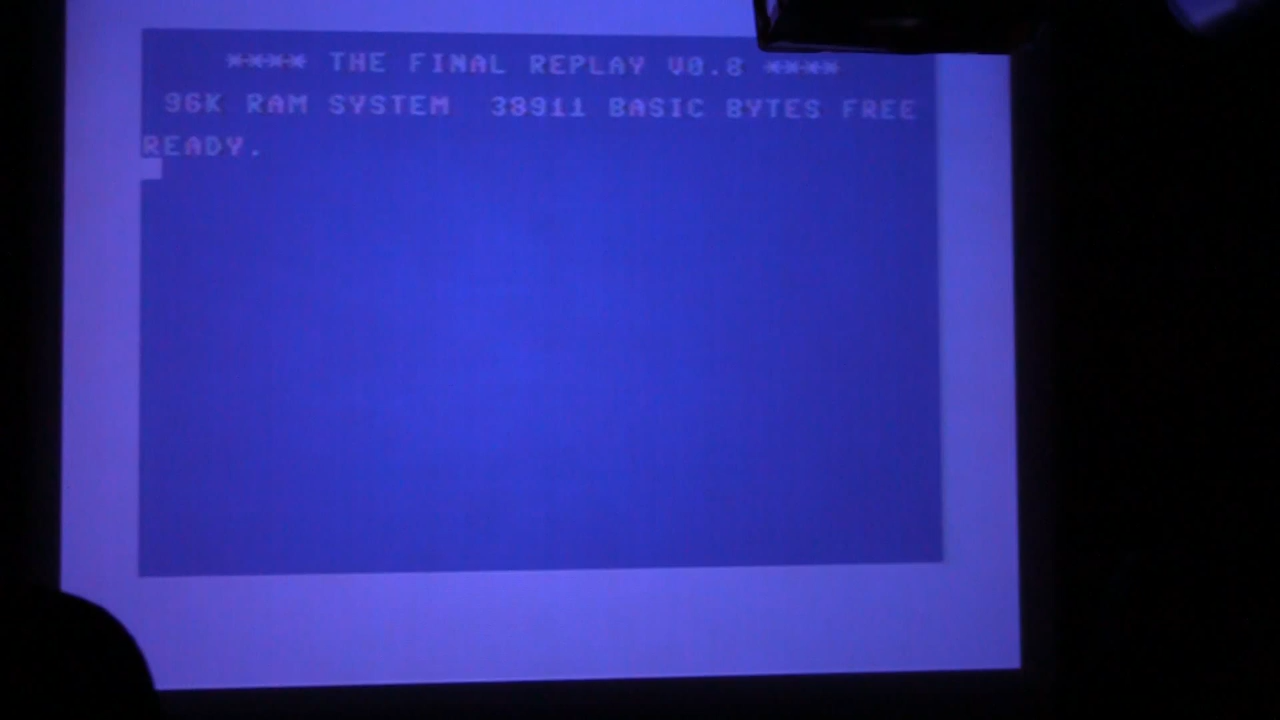 **** THE FINAL REPLAY V0.8 ****
96K RAM SYSTEM  38911 BASIC BYTES FREE
READY.